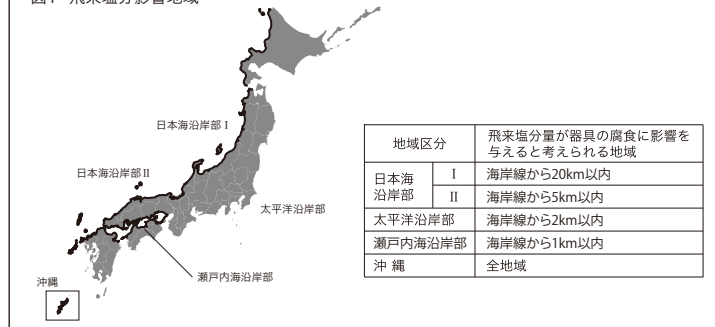 図1 飛来塩分影響地域
日本海沿岸部Ⅰ
日本海沿岸部Ⅱ
太平洋沿岸部
瀬戸内海沿岸部
沖縄
地域区分
飛来塩分量が器具の腐食に影響を
与えると考えられる地域
日本海
沿岸部
Ⅰ
海岸線から20km以内
Ⅱ
海岸線から5km以内
太平洋沿岸部
海岸線から2km以内
瀬戸内海沿岸部
海岸線から1km以内
沖 縄
全地域